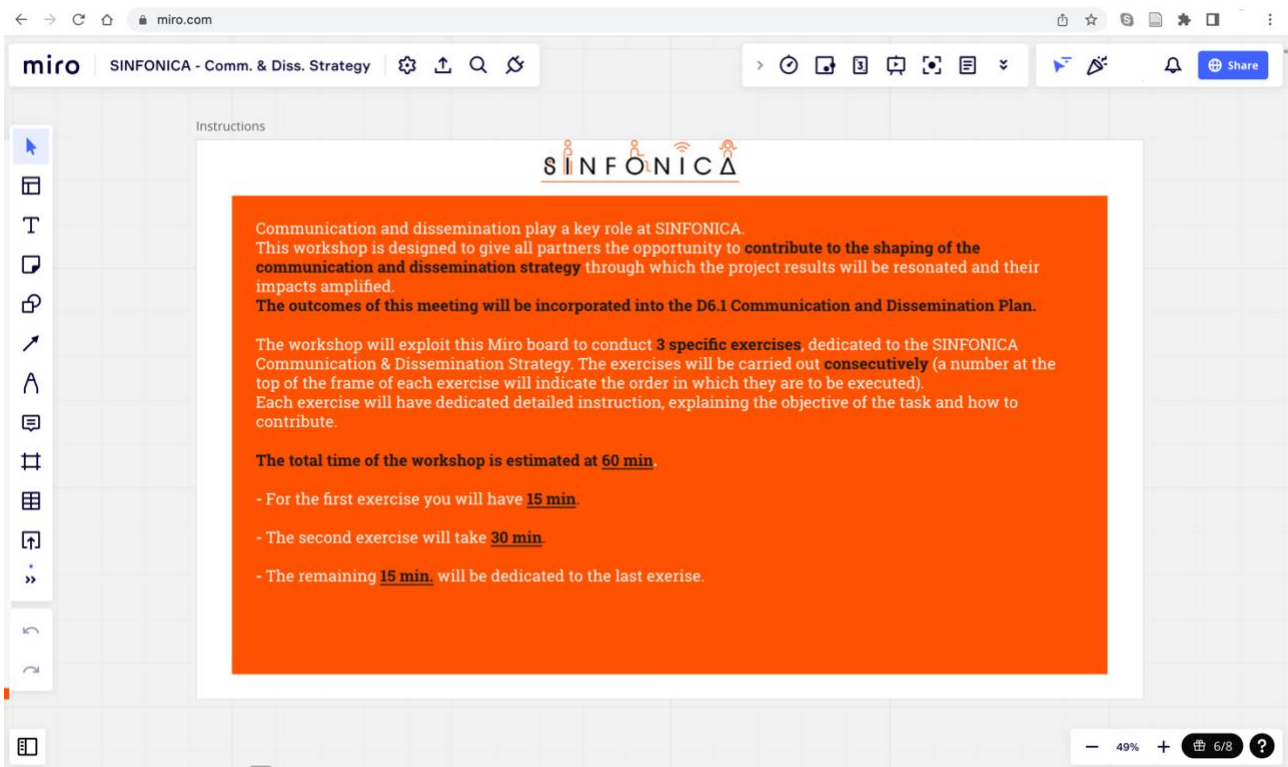 miro.com
miro
SINFONICA - Comm. & Diss. Strategy
3
Share
Instructions
SINFONICA
Communication and dissemination play a key role at SINFONICA.
This workshop is designed to give all partners the opportunity to contribute to the shaping of the
communication and dissemination strategy through which the project results will be resonated and their
impacts amplified.
The outcomes of this meeting will be incorporated into the D6.1 Communication and Dissemination Plan.
The workshop will exploit this Miro board to conduct 3 specific exercises, dedicated to the SINFONICA
Communication & Dissemination Strategy. The exercises will be carried out consecutively (a number at the
top of the frame of each exercise will indicate the order in which they are to be executed).
Each exercise will have dedicated detailed instruction, explaining the objective of the task and how to
contribute.
The total time of the workshop is estimated at 60 min.
- For the first exercise you will have 15 min.
- The second exercise will take 30 min.
- The remaining 15 min. will be dedicated to the last exerise.
49%
6/8
?